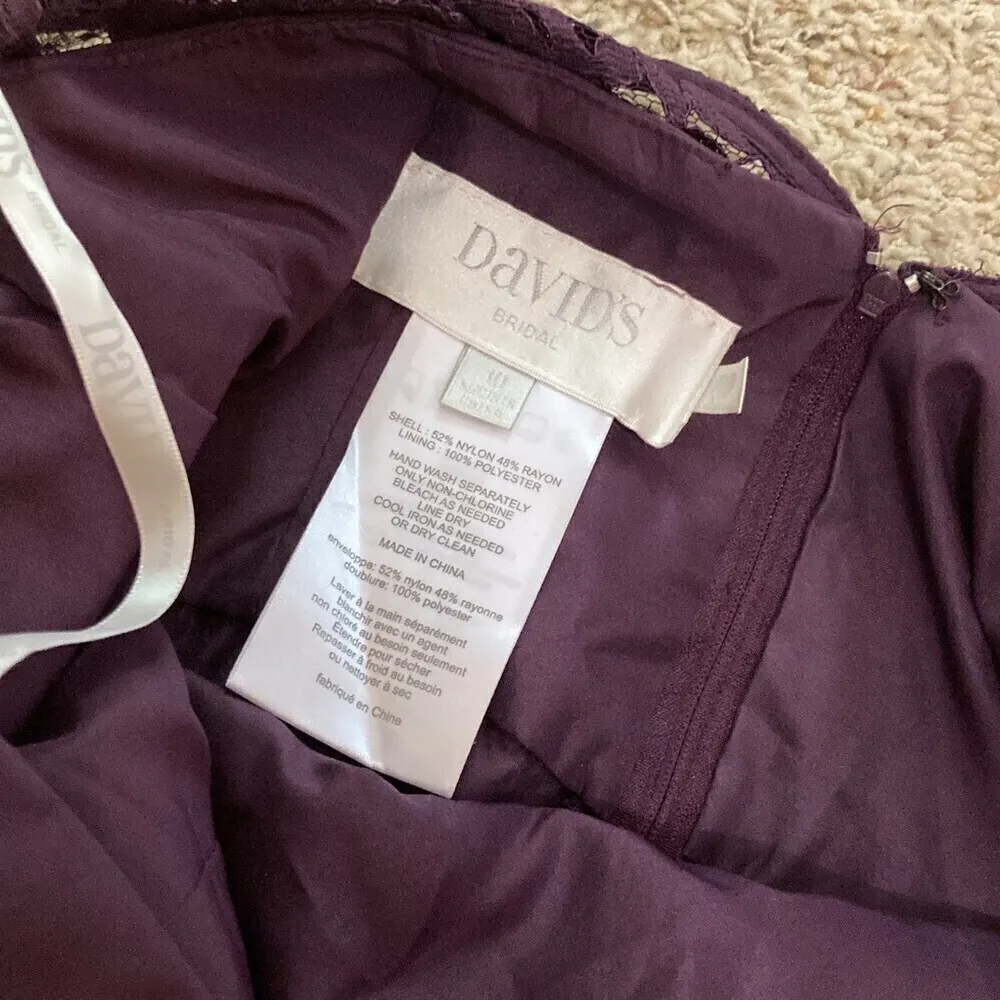 DAVID'S
BRIDAL
10
SHELL : 52% NYLON 48% RAYON
LINING : 100% POLYESTER
HAND WASH SEPARATELY
ONLY NON-CHLORINE
BLEACH AS NEEDED
LINE DRY
COOL IRON AS NEEDED
OR DRY CLEAN
MADE IN CHINA
enveloppe: 52% nylon 48% rayonne
doublure: 100% polyester
Laver à la main séparément
blanchir avec un agent
non chloré au besoin seulement
Étendre pour sécher
Repasser à froid au besoin
ou nettoyer à sec
fabriqué en Chine
BRIDAL
DAVID